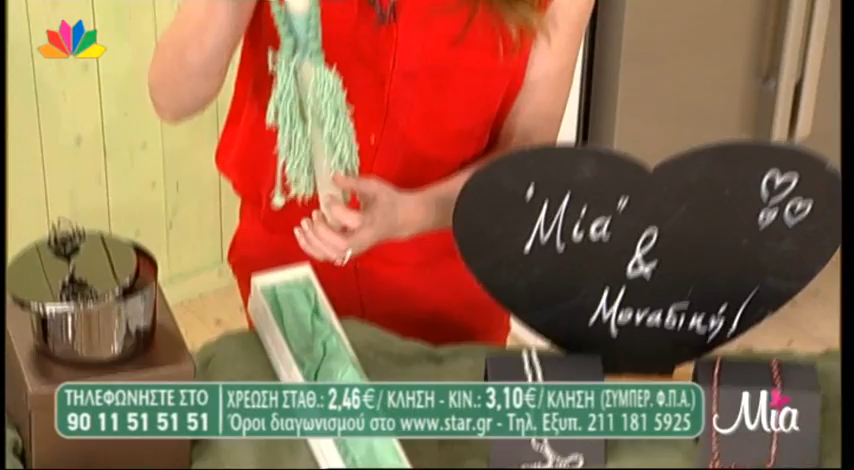 "Μία"
&
Μοναδική!
ΤΗΛΕΦΩΝΗΣΤΕ ΣΤΟ
90 11 51 51 51
ΧΡΕΩΣΗ ΣΤΑΘ.: 2,46€/ ΚΛΗΣΗ - ΚΙΝ.: 3,10€/ ΚΛΗΣΗ (ΣΥΜΠΕΡ. Φ.Π.Α.)
Όροι διαγωνισμού στο www.star.gr - Τηλ. Εξυπ. 211 181 5925
Μία